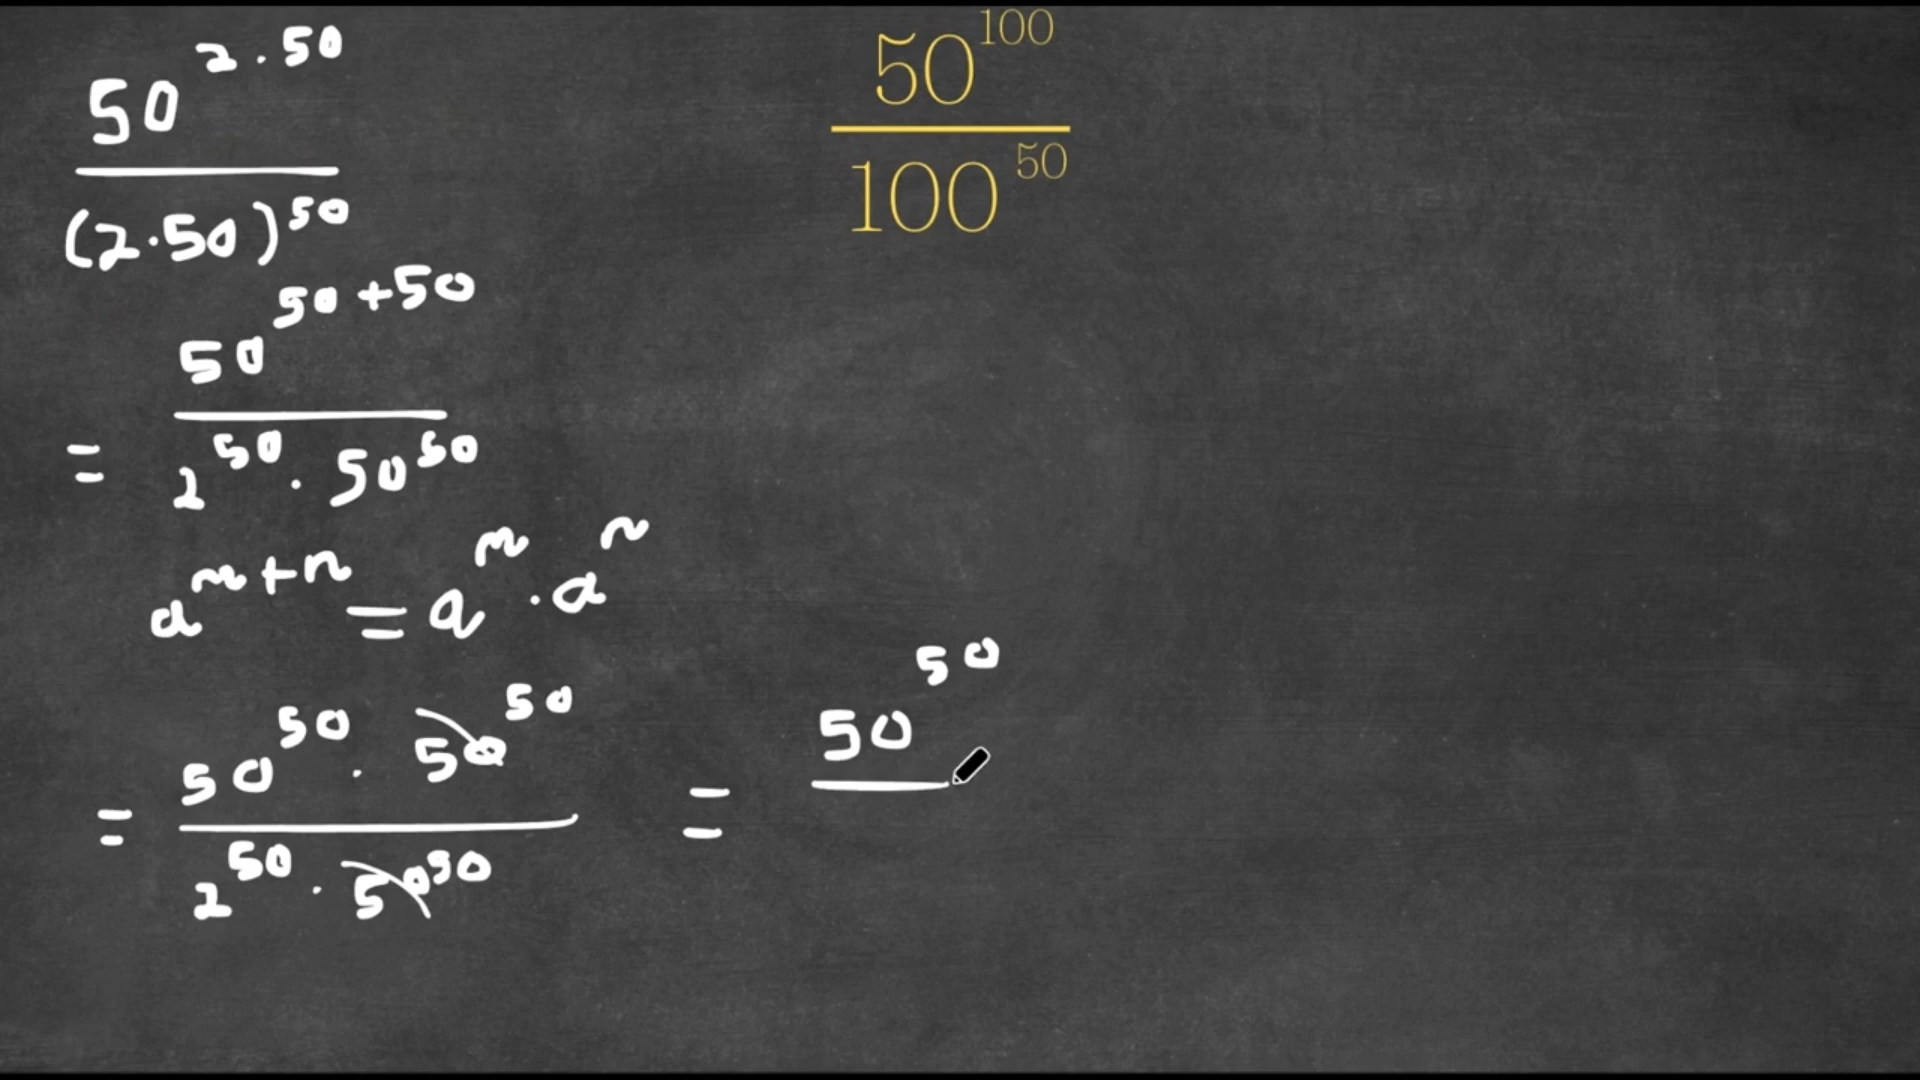 50^{2.50}
(2.50)^{50}
50^{50+50}
= 2^{50} . 50^{50}
a^{m+n} = a^m . a^n
50^{50} . 50^{50}
= 2^{50} . 50^{50}
= 50^{50}
50^{100}
100^{50}